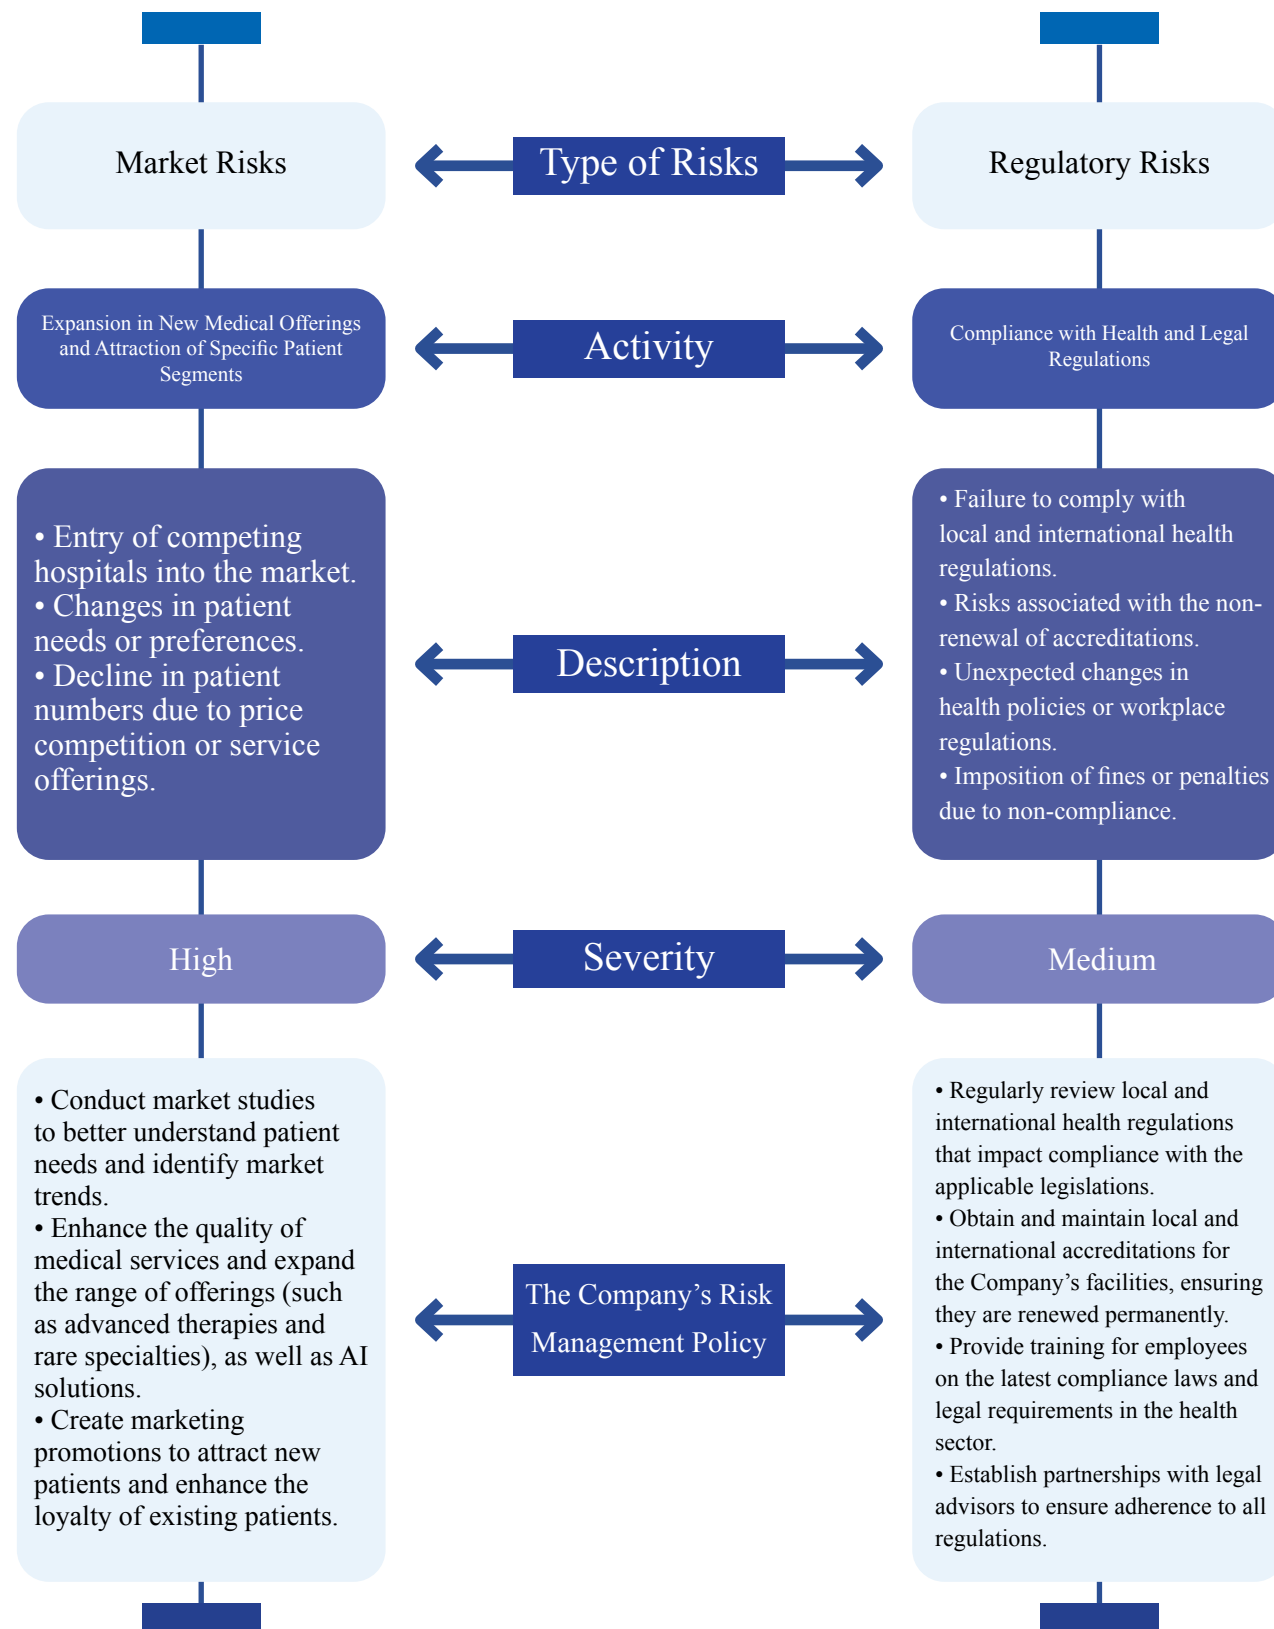 Market Risks
Type of Risks
Regulatory Risks
Expansion in New Medical Offerings
and Attraction of Specific Patient
Segments
Activity
Compliance with Health and Legal
Regulations
• Entry of competing
hospitals into the market.
• Changes in patient
needs or preferences.
• Decline in patient
numbers due to price
competition or service
offerings.
Description
• Failure to comply with
local and international health
regulations.
• Risks associated with the non-
renewal of accreditations.
• Unexpected changes in
health policies or workplace
regulations.
• Imposition of fines or penalties
due to non-compliance.
High
Severity
Medium
• Conduct market studies
to better understand patient
needs and identify market
trends.
• Enhance the quality of
medical services and expand
the range of offerings (such
as advanced therapies and
rare specialties), as well as AI
solutions.
• Create marketing
promotions to attract new
patients and enhance the
loyalty of existing patients.
The Company’s Risk
Management Policy
• Regularly review local and
international health regulations
that impact compliance with the
applicable legislations.
• Obtain and maintain local and
international accreditations for
the Company’s facilities, ensuring
they are renewed permanently.
• Provide training for employees
on the latest compliance laws and
legal requirements in the health
sector.
• Establish partnerships with legal
advisors to ensure adherence to all
regulations.